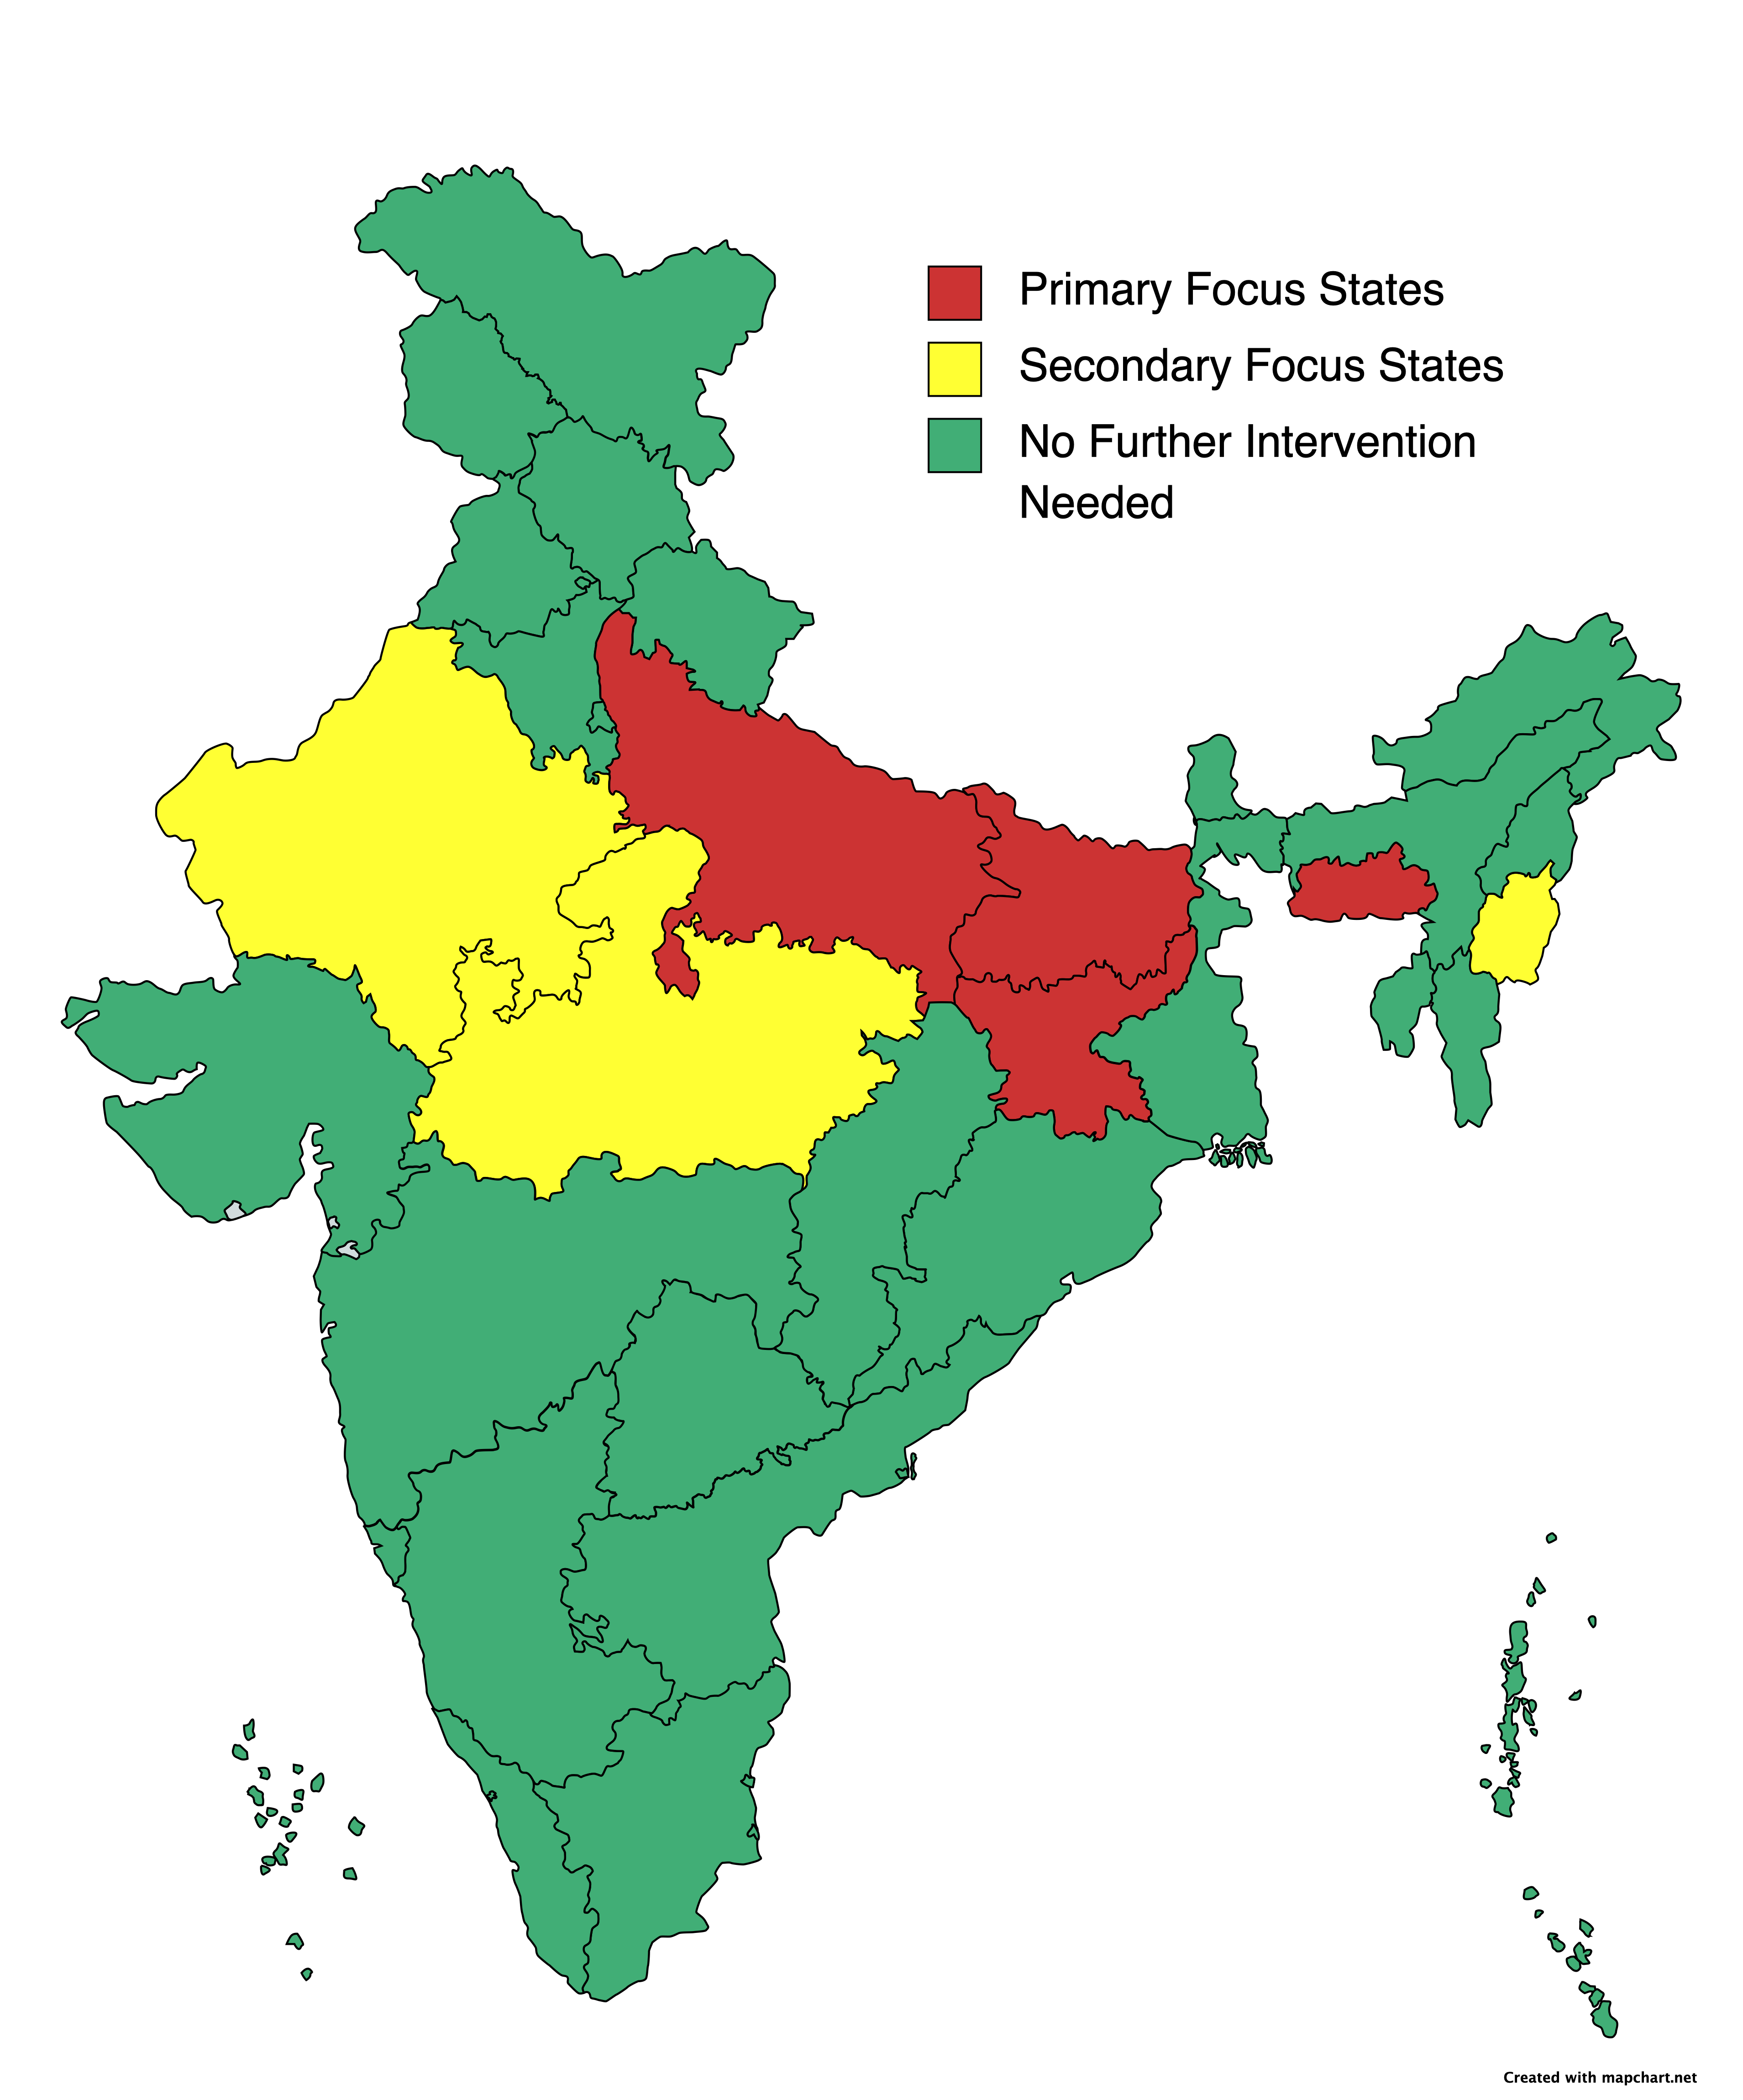 Primary Focus States
Secondary Focus States
No Further Intervention
Needed
Created with mapchart.net